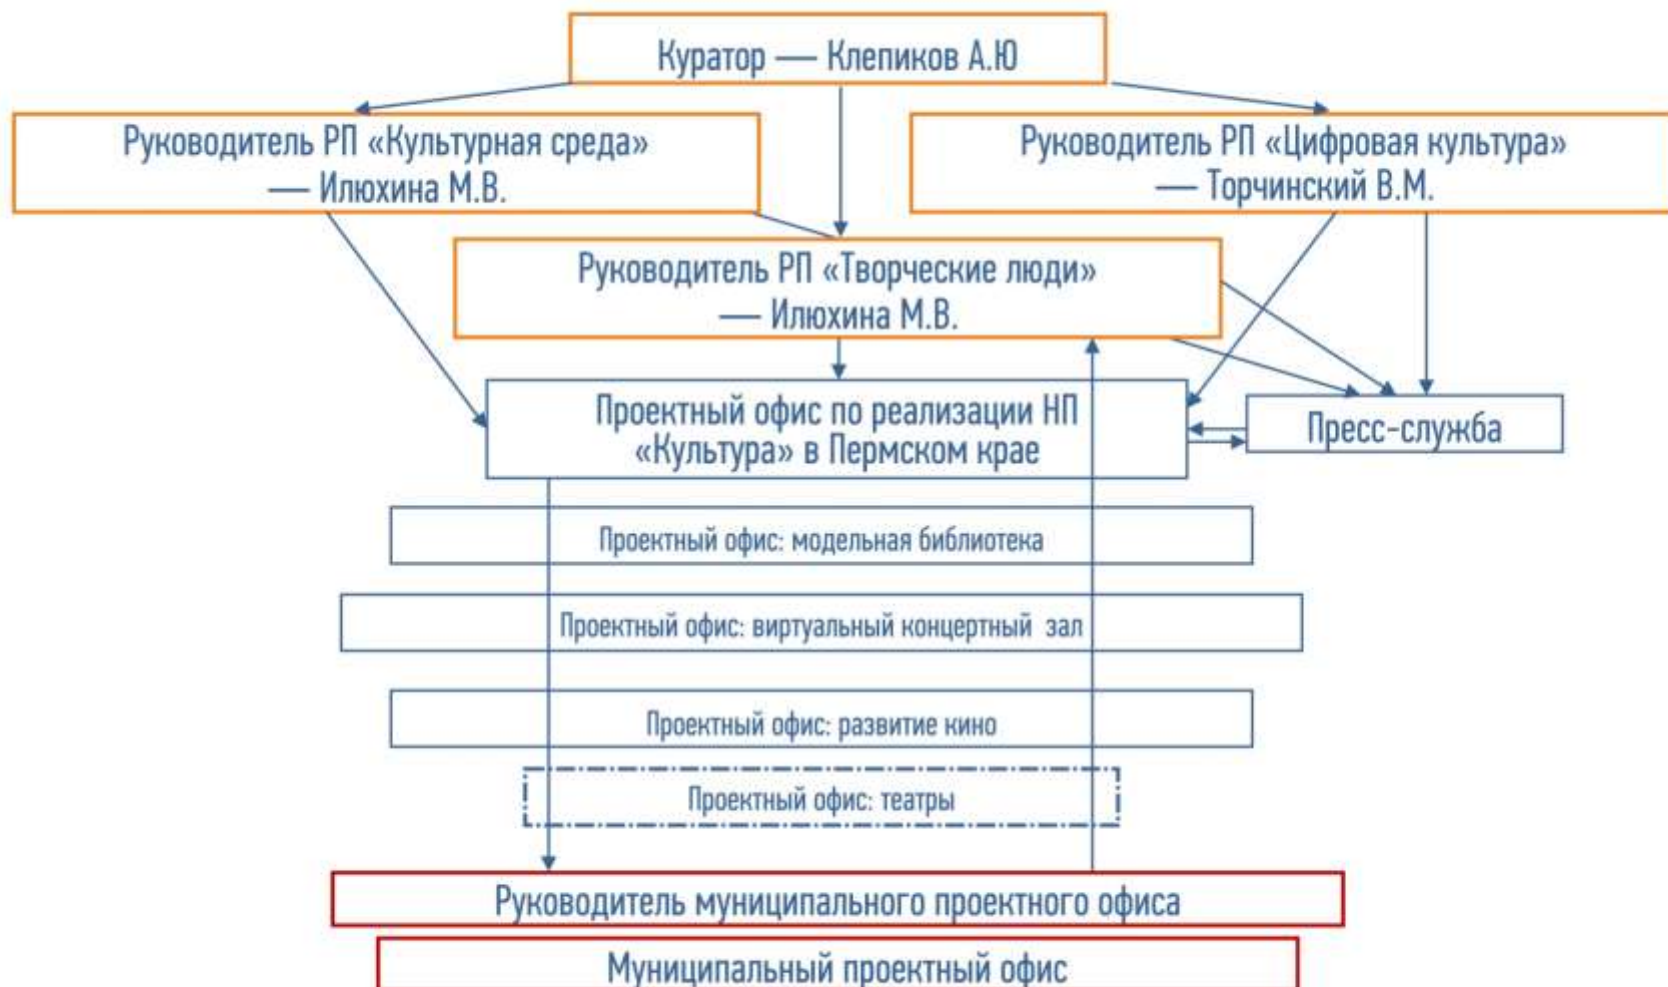 Куратор — Клепиков А.Ю
Руководитель РП «Культурная среда»
— Илюхина М.В.
Руководитель РП «Цифровая культура»
— Торчинский В.М.
Руководитель РП «Творческие люди»
— Илюхина М.В.
Проектный офис по реализации НП
«Культура» в Пермском крае
Пресс-служба
Проектный офис: модельная библиотека
Проектный офис: виртуальный концертный зал
Проектный офис: развитие кино
Проектный офис: театры
Руководитель муниципального проектного офиса
Муниципальный проектный офис